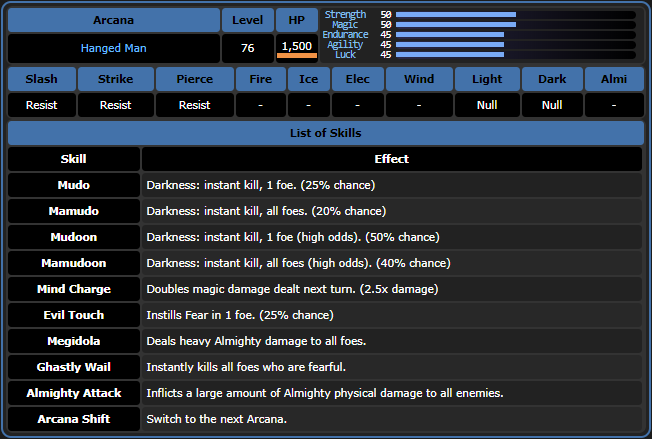 Arcana Level HP
Hanged Man 76 1,500
Strength 50
Magic 50
Endurance 45
Agility 45
Luck 45
Slash Strike Pierce Fire Ice Elec Wind Light Dark Almi
Resist Resist Resist - - - - Null Null -
List of Skills
Skill Effect
Mudo Darkness: instant kill, 1 foe. (25% chance)
Mamudo Darkness: instant kill, all foes. (20% chance)
Mudoon Darkness: instant kill, 1 foe (high odds). (50% chance)
Mamudoon Darkness: instant kill, all foes (high odds). (40% chance)
Mind Charge Doubles magic damage dealt next turn. (2.5x damage)
Evil Touch Instills Fear in 1 foe. (25% chance)
Megidola Deals heavy Almighty damage to all foes.
Ghastly Wail Instantly kills all foes who are fearful.
Almighty Attack Inflicts a large amount of Almighty physical damage to all enemies.
Arcana Shift Switch to the next Arcana.